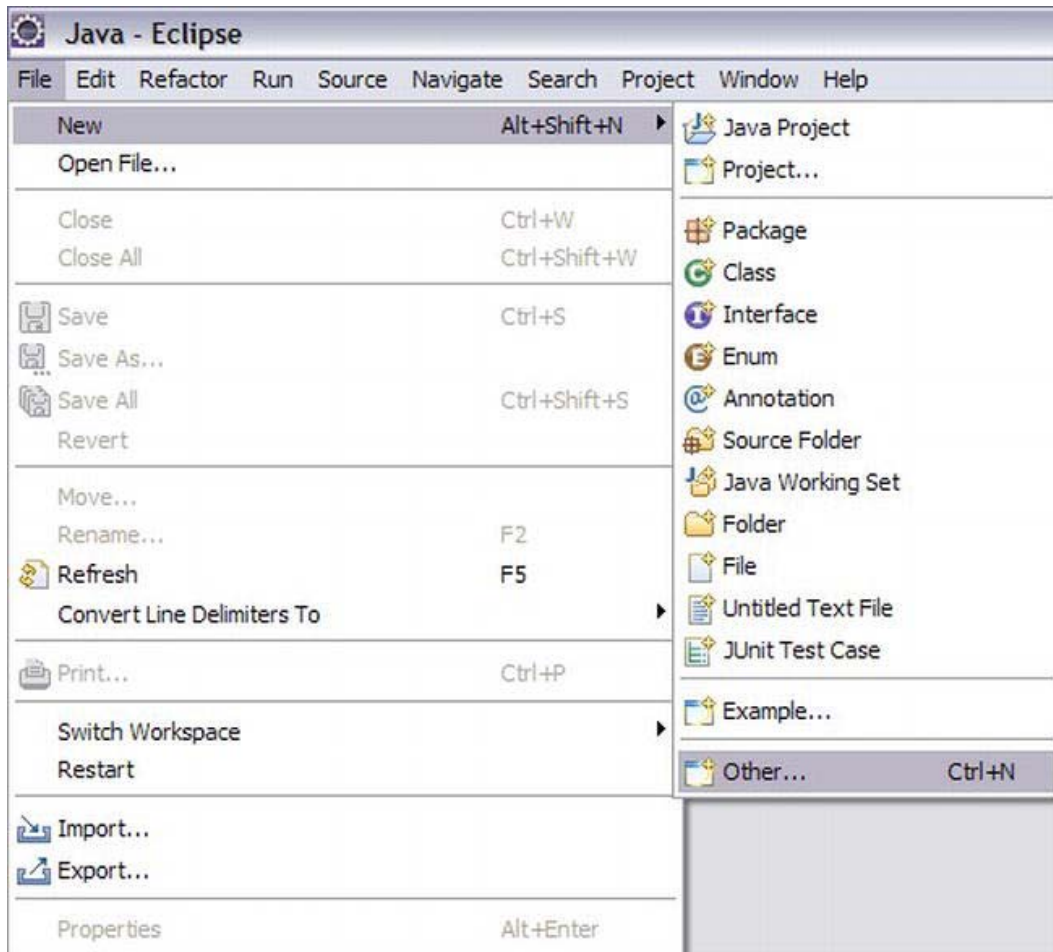 Java - Eclipse
File Edit Refactor Run Source Navigate Search Project Window Help
New Alt+Shift+N
Open File...
Close Ctrl+W
Close All Ctrl+Shift+W
Save Ctrl+S
Save As...
Save All Ctrl+Shift+S
Revert
Move...
Rename... F2
Refresh F5
Convert Line Delimiters To
Print... Ctrl+P
Switch Workspace
Restart
Import...
Export...
Properties Alt+Enter
Java Project
Project...
Package
Class
Interface
Enum
Annotation
Source Folder
Java Working Set
Folder
File
Untitled Text File
JUnit Test Case
Example...
Other... Ctrl+N